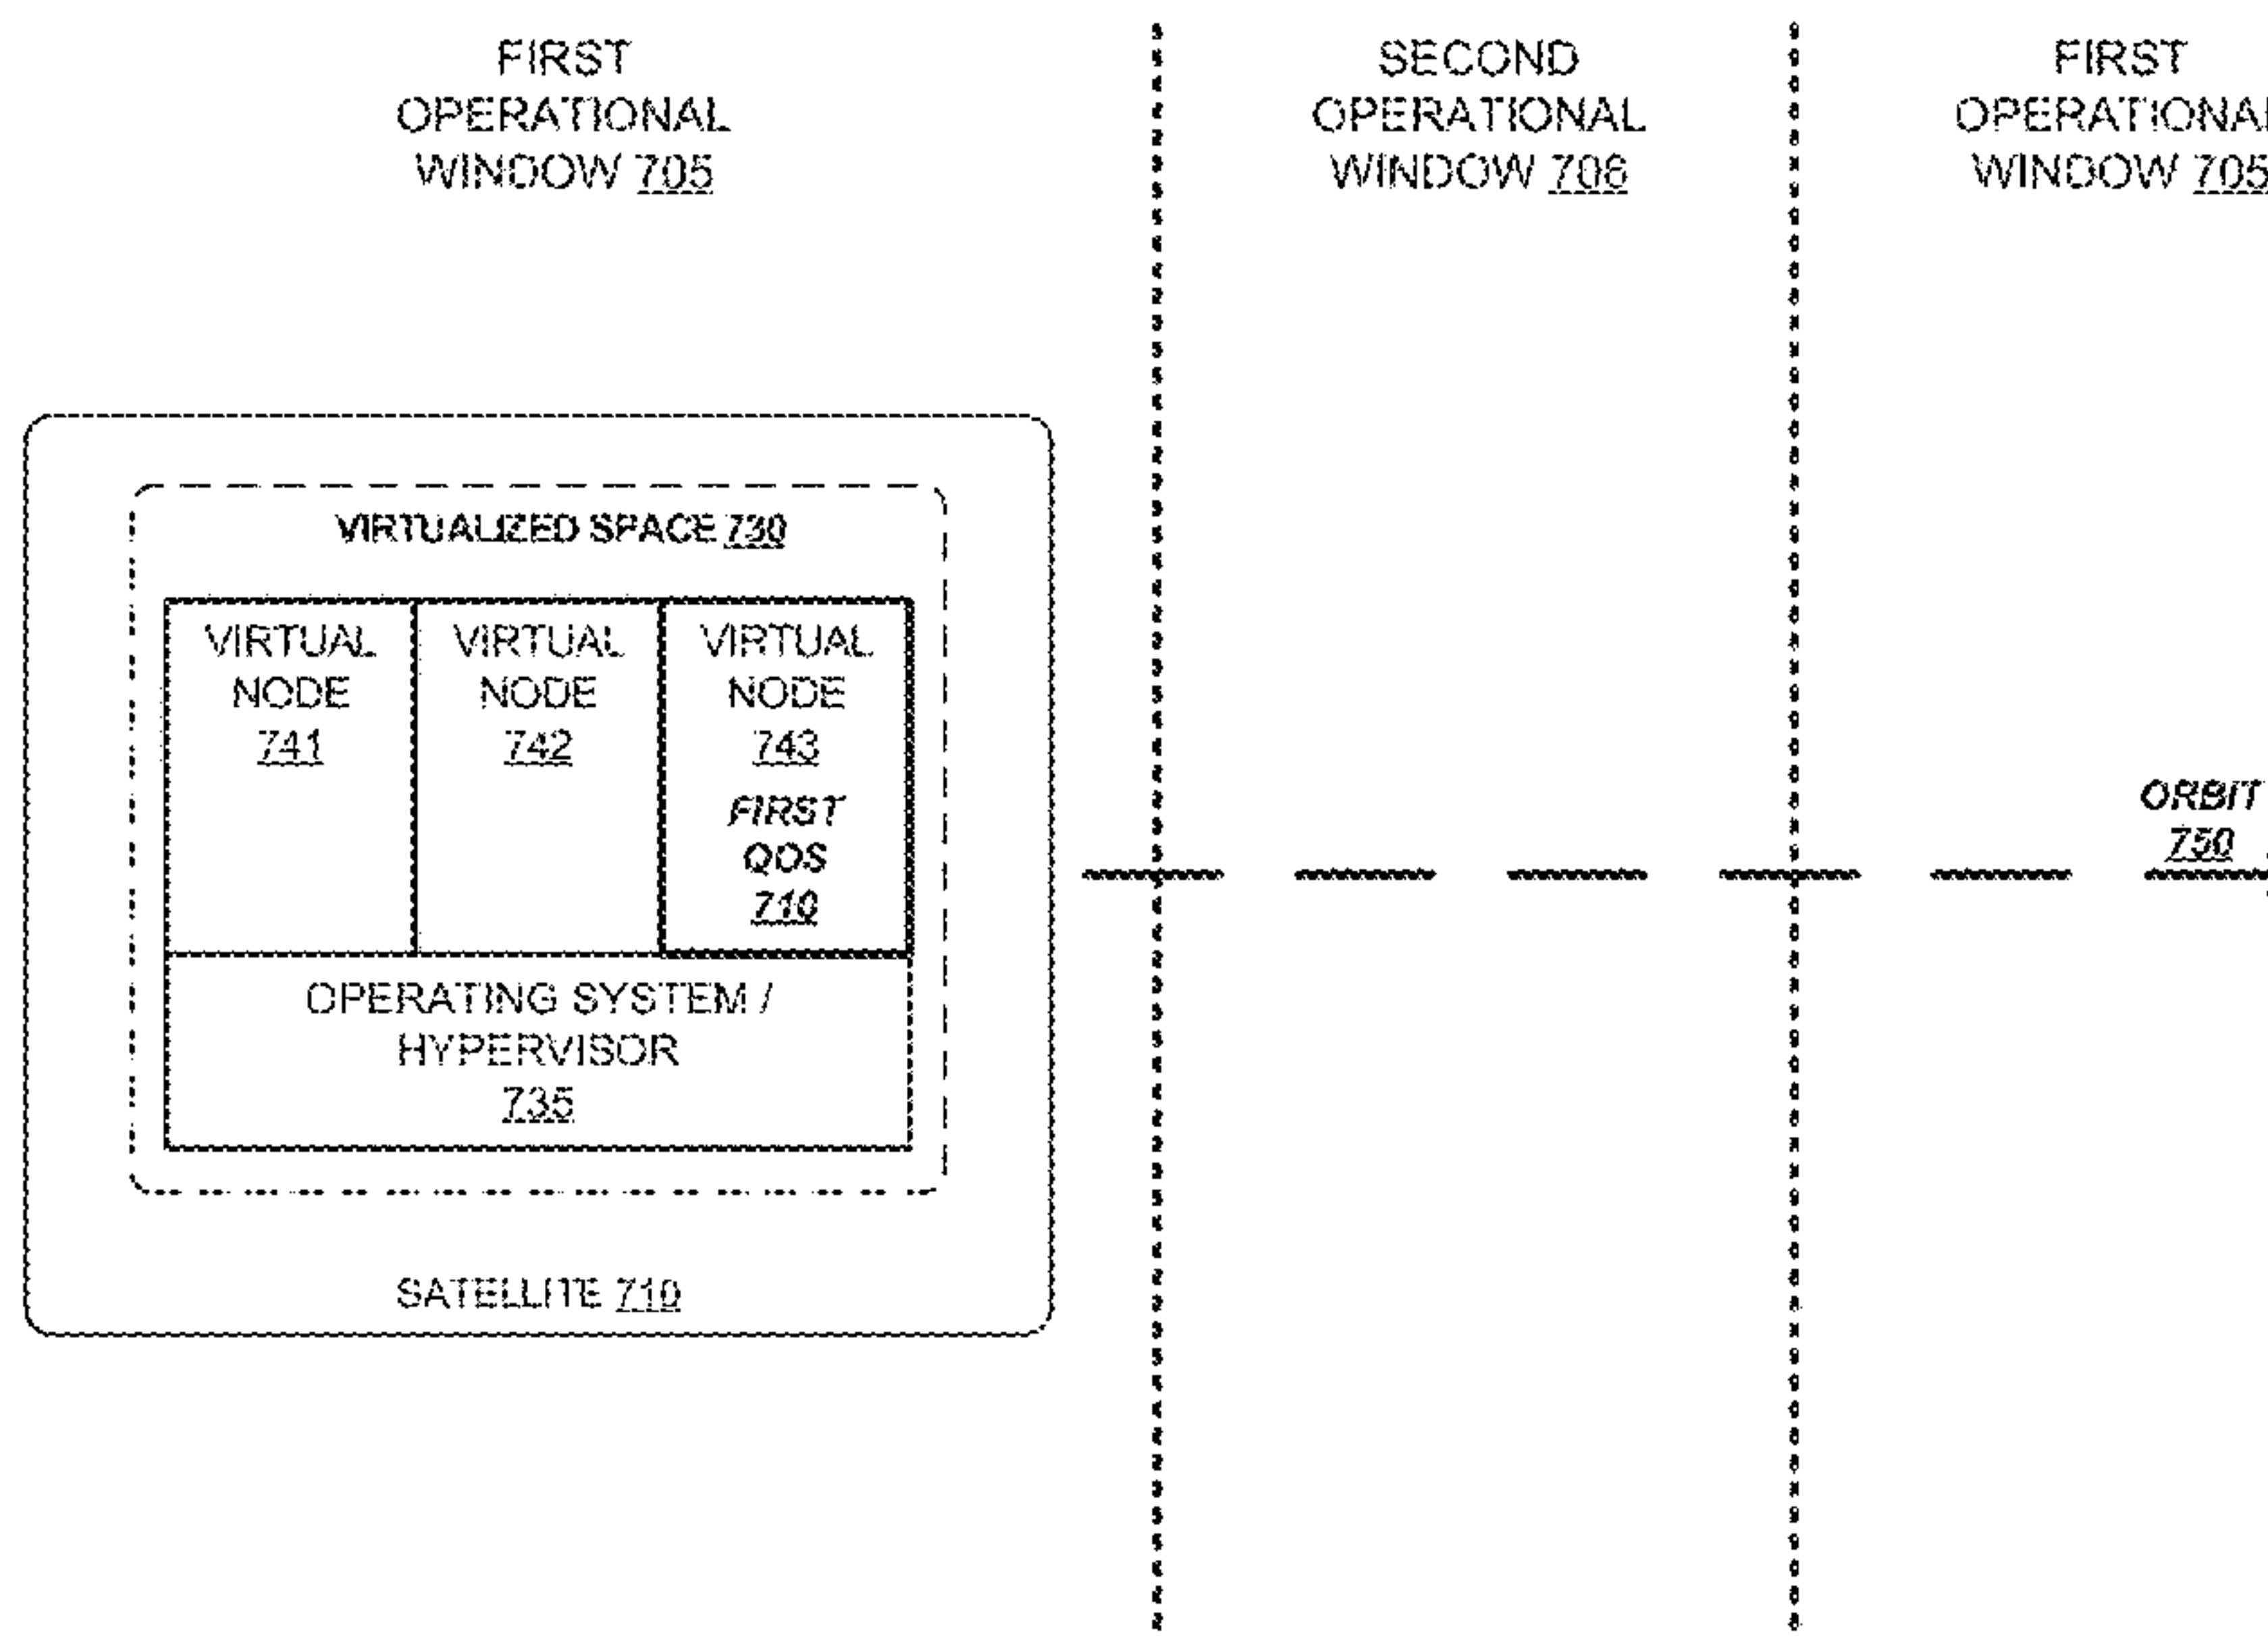 FIRST
OPERATIONAL
WINDOW 705
SECOND
OPERATIONAL
WINDOW 706
FIRST
OPERATIONAL
WINDOW 705
VIRTUALIZED SPACE 730
VIRTUAL
NODE
741
VIRTUAL
NODE
742
VIRTUAL
NODE
743
FIRST
QOS
710
OPERATING SYSTEM /
HYPERVISOR
735
SATELLITE 710
ORBIT
750